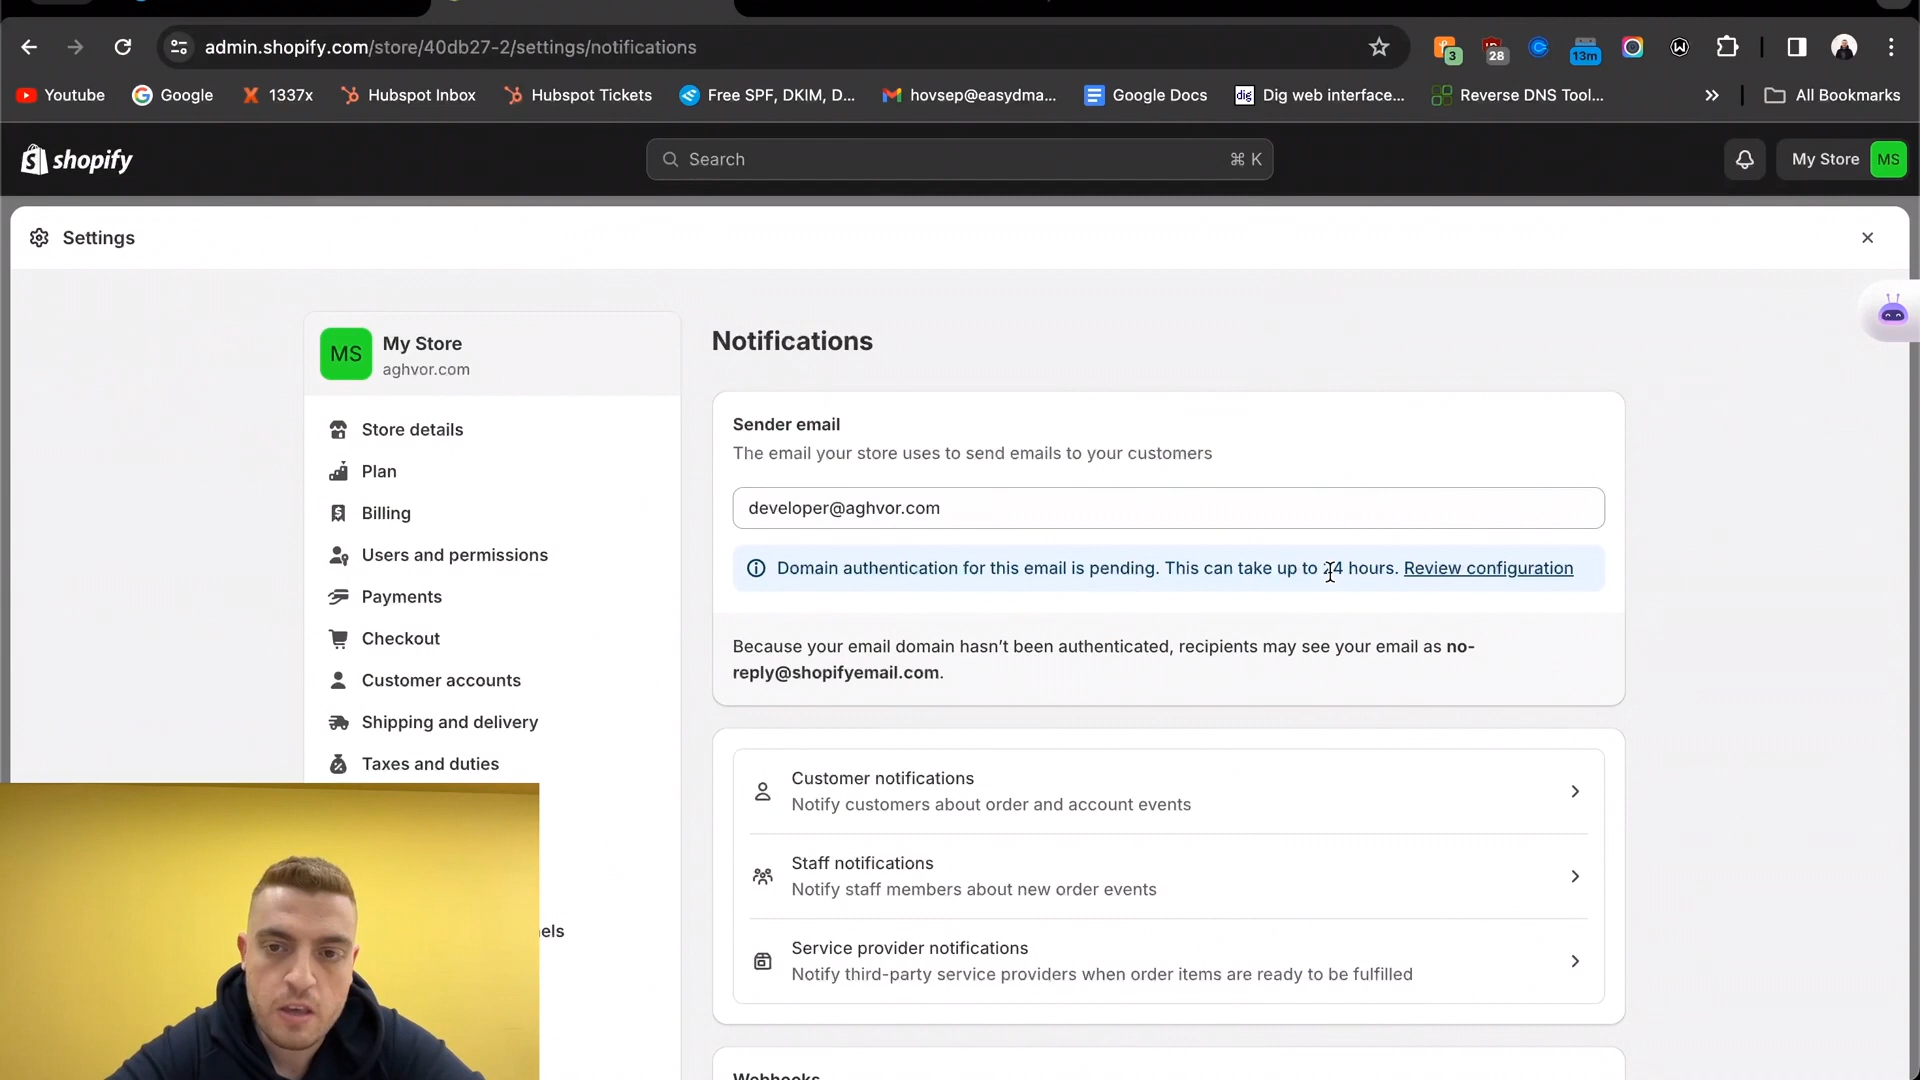 admin.shopify.com/store/40db27-2/settings/notifications
3
28
13m
Youtube
Google
1337x
Hubspot Inbox
Hubspot Tickets
Free SPF, DKIM, D...
hovsep@easydma...
Google Docs
dig
Dig web interface...
Reverse DNS Tool...
All Bookmarks
shopify
Search
⌘ K
My Store
MS
Settings
MS
My Store
aghvor.com
Store details
Plan
Billing
Users and permissions
Payments
Checkout
Customer accounts
Shipping and delivery
Taxes and duties
els
Notifications
Sender email
The email your store uses to send emails to your customers
developer@aghvor.com
Domain authentication for this email is pending. This can take up to 24 hours. Review configuration
Because your email domain hasn’t been authenticated, recipients may see your email as no-
reply@shopifyemail.com.
Customer notifications
Notify customers about order and account events
Staff notifications
Notify staff members about new order events
Service provider notifications
Notify third-party service providers when order items are ready to be fulfilled
Webhooks